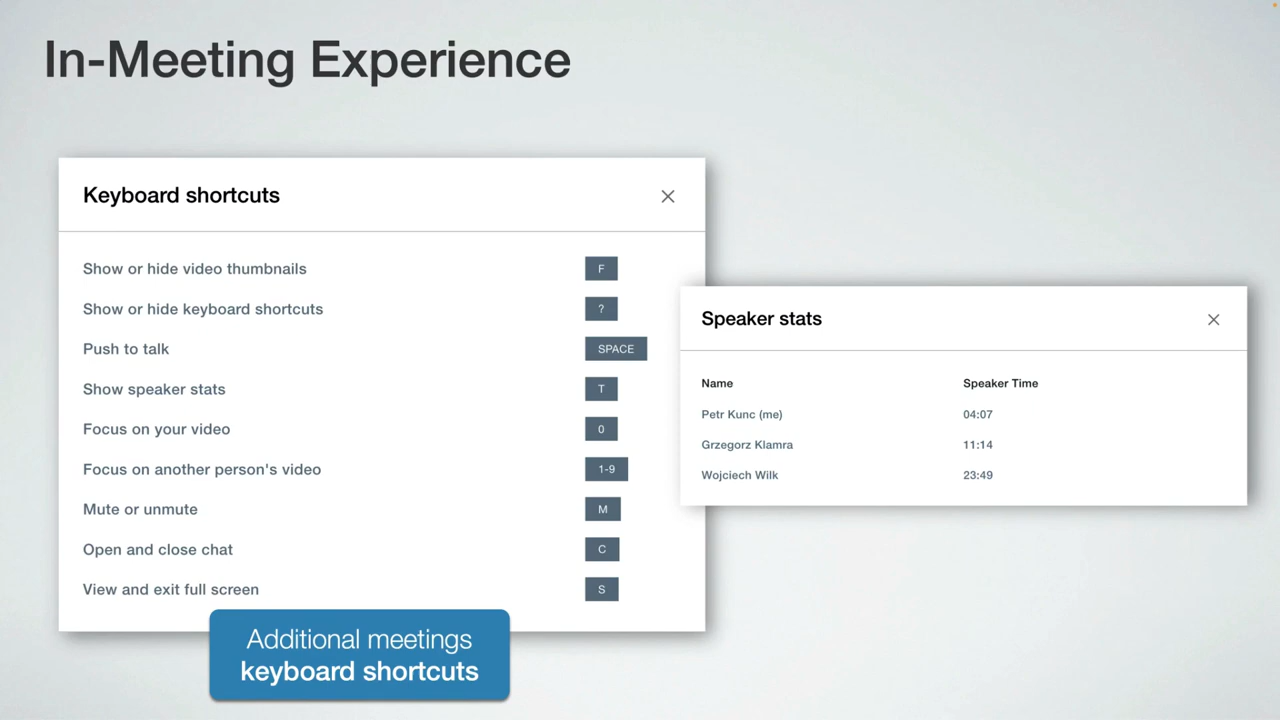 In-Meeting Experience
Keyboard shortcuts
Show or hide video thumbnails F
Show or hide keyboard shortcuts ?
Push to talk SPACE
Show speaker stats T
Focus on your video 0
Focus on another person's video 1-9
Mute or unmute M
Open and close chat C
View and exit full screen S
Additional meetings
keyboard shortcuts
Speaker stats
Name Speaker Time
Petr Kunc (me) 04:07
Grzegorz Klamra 11:14
Wojciech Wilk 23:49